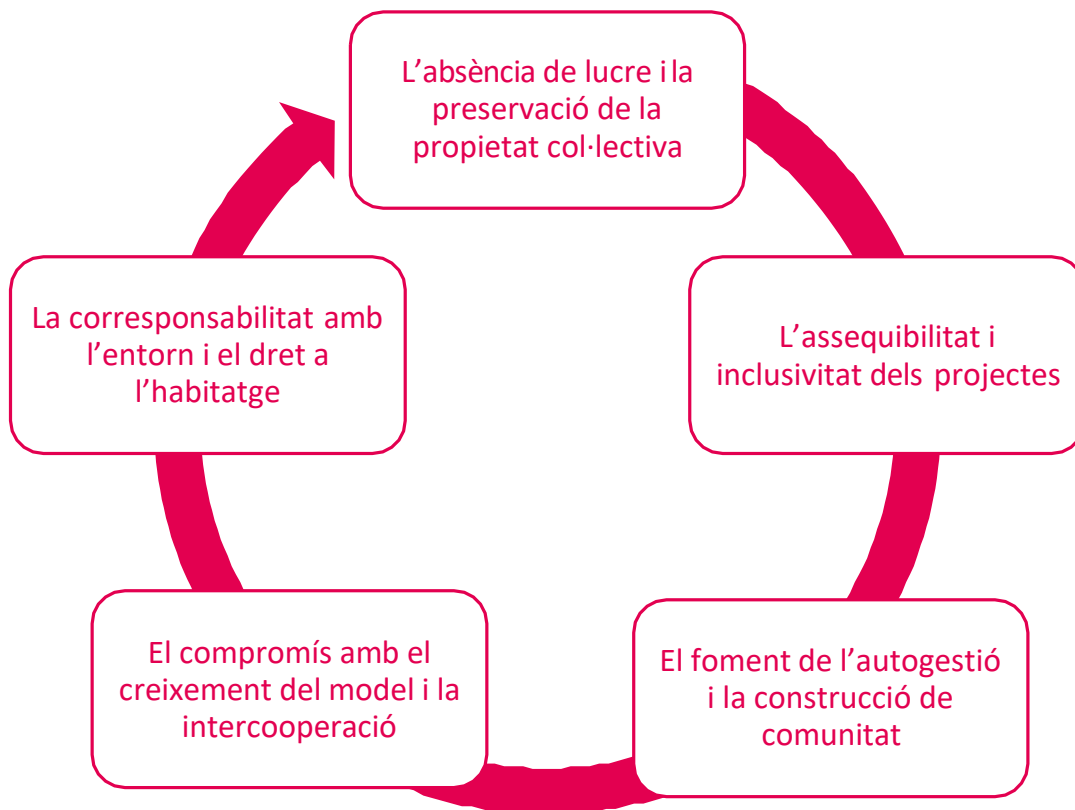 L’absència de lucre i la
preservació de la
propietat col·lectiva
L’assequibilitat i
inclusivitat dels projectes
El foment de l’autogestió
i la construcció de
comunitat
El compromís amb el
creixement del model i la
intercooperació
La corresponsabilitat amb
l’entorn i el dret a
l’habitatge